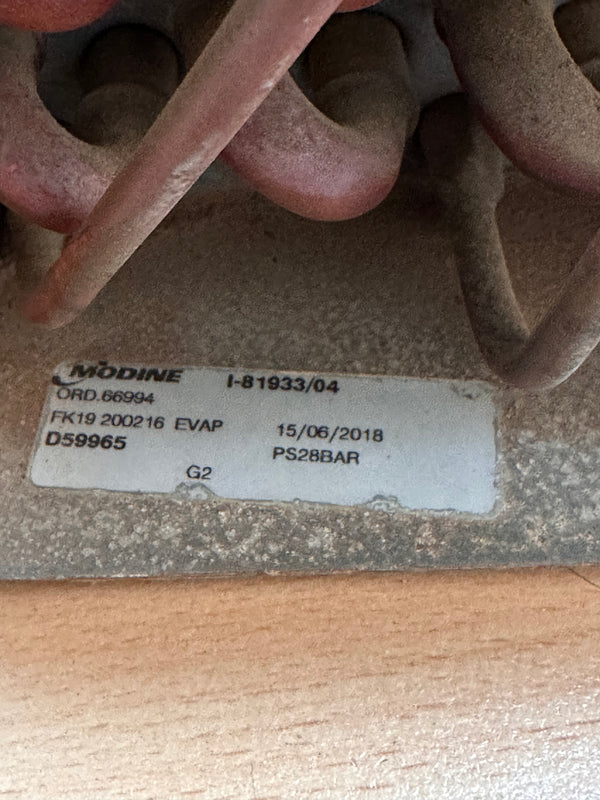 MODINE I-81933/04
ORD.66994
FK19 200216 EVAP 15/06/2018
D59965 PS28BAR
G2